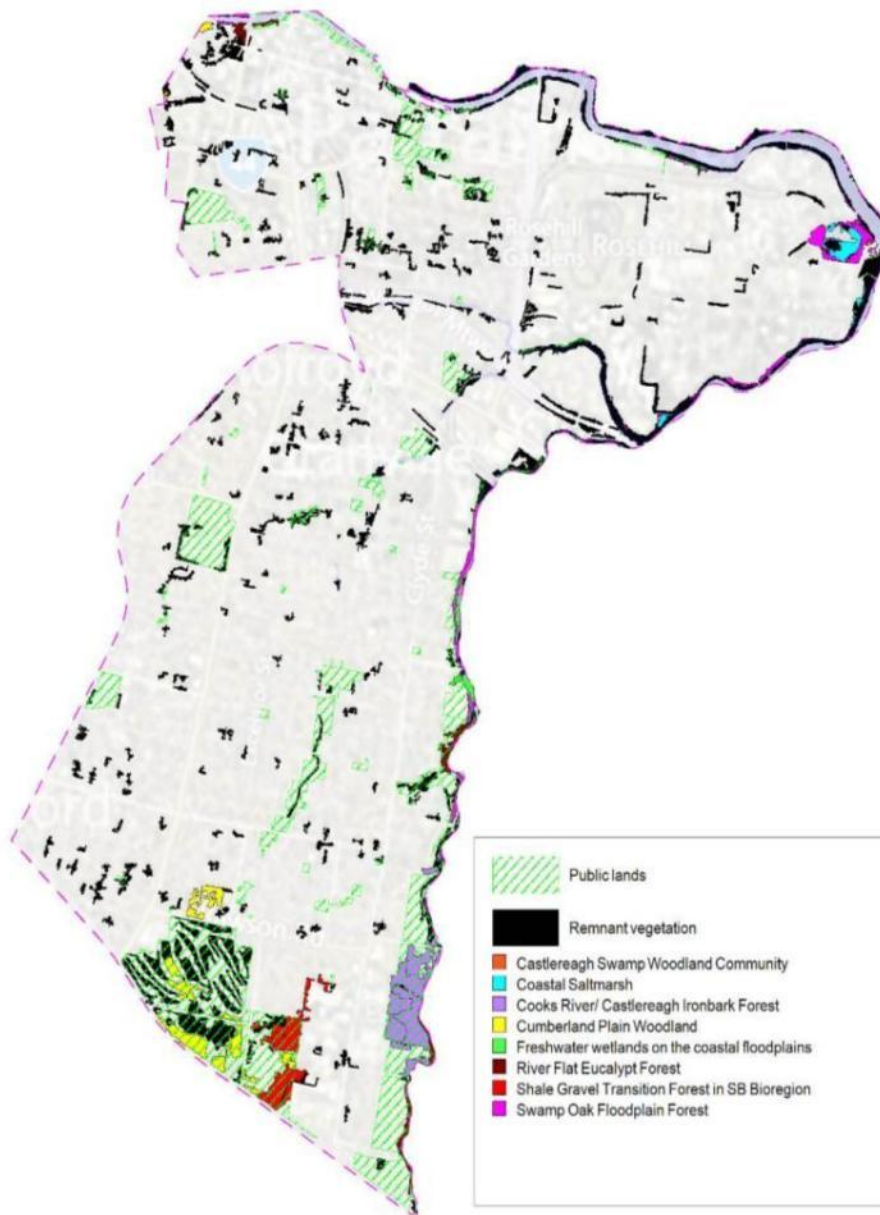 Rosehill
Gardens
ROSEHILL
Clyde St
ord
Public lands
Remnant vegetation
Castlereagh Swamp Woodland Community
Coastal Saltmarsh
Cooks River/ Castlereagh Ironbark Forest
Cumberland Plain Woodland
Freshwater wetlands on the coastal floodplains
River Flat Eucalypt Forest
Shale Gravel Transition Forest in SB Bioregion
Swamp Oak Floodplain Forest